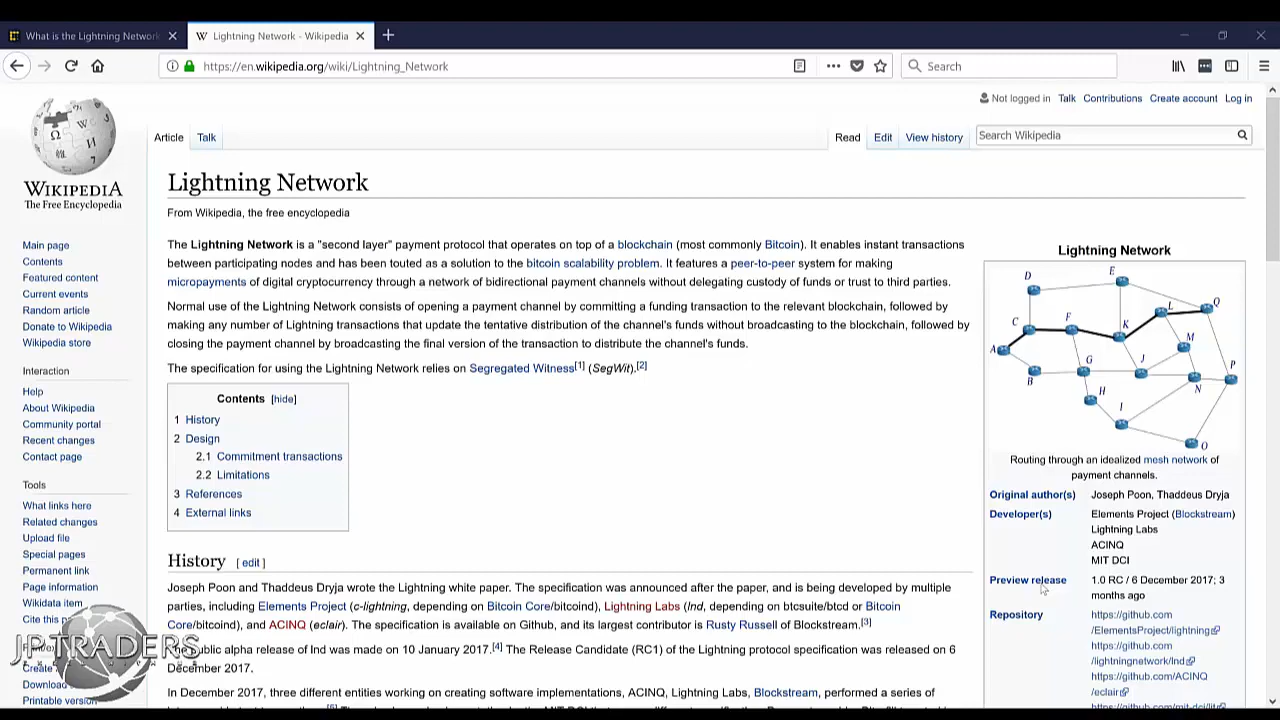 What is the Lightning Network
Lightning Network - Wikipedia
https://en.wikipedia.org/wiki/Lightning_Network
Search
Not logged in Talk Contributions Create account Log in
Article Talk
Read Edit View history
Search Wikipedia
WIKIPEDIA
The Free Encyclopedia
Main page
Contents
Featured content
Current events
Random article
Donate to Wikipedia
Wikipedia store
Interaction
Help
About Wikipedia
Community portal
Recent changes
Contact page
Tools
What links here
Related changes
Upload file
Special pages
Permanent link
Page information
Wikidata item
Cite this
JP TRADERS
Create
Download
Printable version
Lightning Network
From Wikipedia, the free encyclopedia
The Lightning Network is a "second layer" payment protocol that operates on top of a blockchain (most commonly Bitcoin). It enables instant transactions
between participating nodes and has been touted as a solution to the bitcoin scalability problem. It features a peer-to-peer system for making
micropayments of digital cryptocurrency through a network of bidirectional payment channels without delegating custody of funds or trust to third parties.
Normal use of the Lightning Network consists of opening a payment channel by committing a funding transaction to the relevant blockchain, followed by
making any number of Lightning transactions that update the tentative distribution of the channel's funds without broadcasting to the blockchain, followed by
closing the payment channel by broadcasting the final version of the transaction to distribute the channel's funds.
The specification for using the Lightning Network relies on Segregated Witness[1] (SegWit).[2]
Contents [hide]
1 History
2 Design
2.1 Commitment transactions
2.2 Limitations
3 References
4 External links
History [ edit ]
Joseph Poon and Thaddeus Dryja wrote the Lightning white paper. The specification was announced after the paper, and is being developed by multiple
parties, including Elements Project (c-lightning, depending on Bitcoin Core/bitcoind), Lightning Labs (lnd, depending on btcsuite/btcd or Bitcoin
Core/bitcoind), and ACINQ (eclair). The specification is available on Github, and its largest contributor is Rusty Russell of Blockstream.[3]
The public alpha release of lnd was made on 10 January 2017.[4] The Release Candidate (RC1) of the Lightning protocol specification was released on 6
December 2017.
In December 2017, three different entities working on creating software implementations, ACINQ, Lightning Labs, Blockstream, performed a series of
Lightning Network
D
E
C
F
K
L
Q
A
B
G
J
M
H
N
P
I
O
Routing through an idealized mesh network of
payment channels.
Original author(s) Joseph Poon, Thaddeus Dryja
Developer(s) Elements Project (Blockstream)
Lightning Labs
ACINQ
MIT DCI
Preview release 1.0 RC / 6 December 2017; 3
months ago
Repository https://github.com
/ElementsProject/lightning
https://github.com
/lightningnetwork/lnd
https://github.com/ACINQ
/eclair
https://github.com/mit-dci/lit